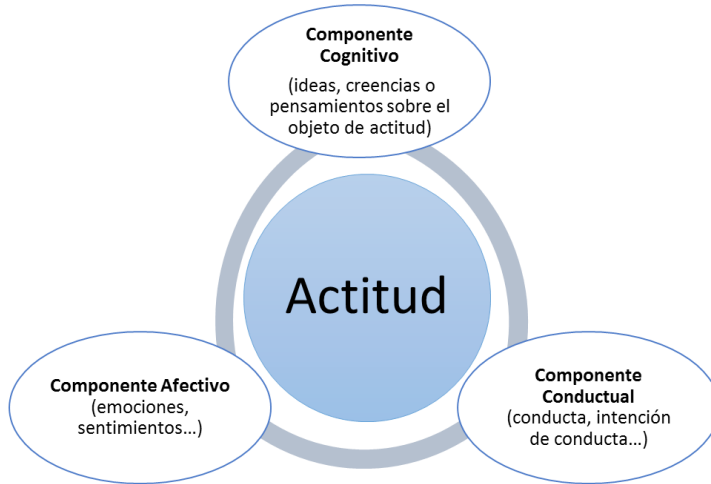 Componente
Cognitivo
(ideas, creencias o
pensamientos sobre el
objeto de actitud)
Actitud
Componente Afectivo
(emociones,
sentimientos...)
Componente
Conductual
(conducta, intención
de conducta...)